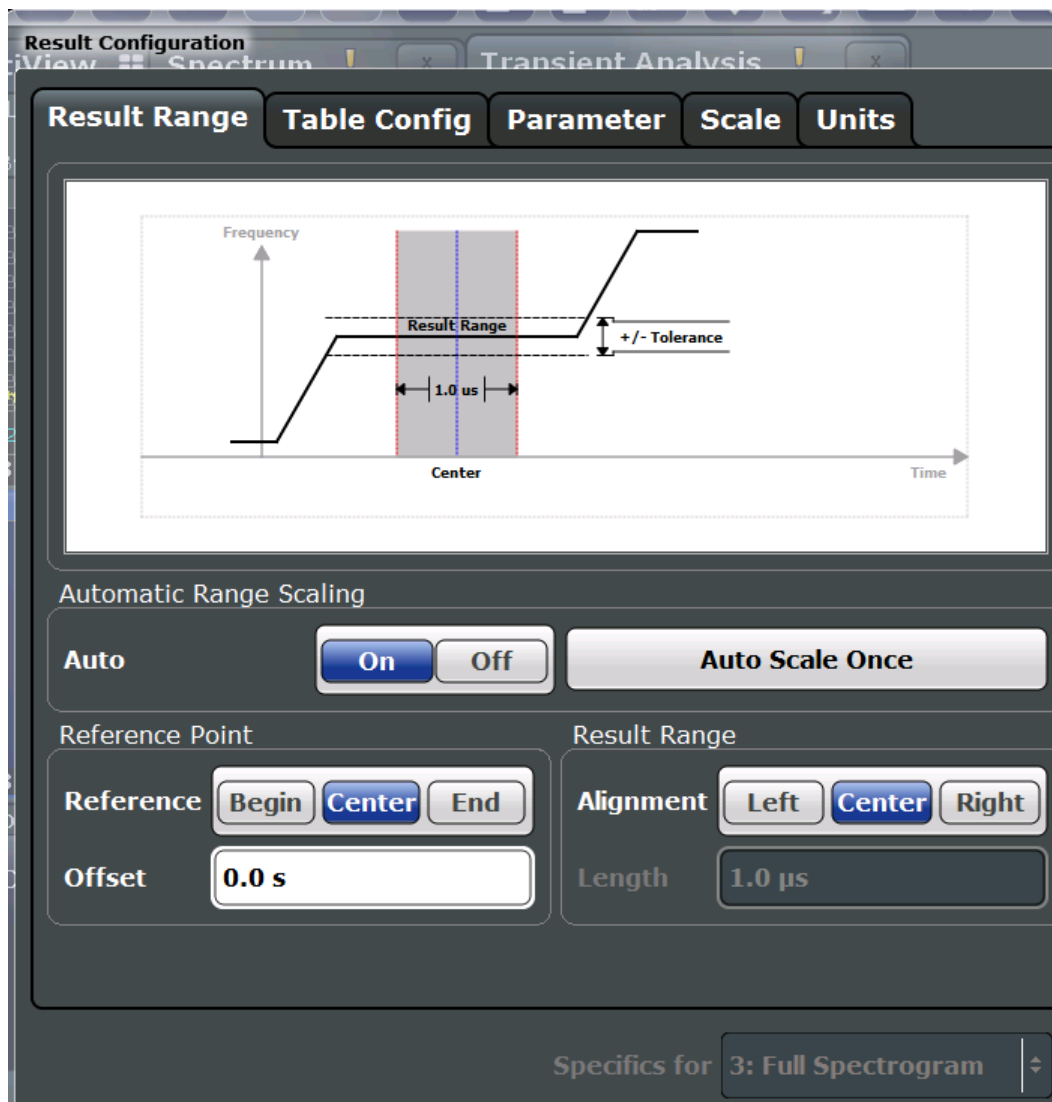 Result Configuration
Spectrum
Transient Analysis
Result Range
Table Config
Parameter
Scale
Units
Frequency
Result Range
+/- Tolerance
1.0 us
Center
Time
Automatic Range Scaling
Auto
On
Off
Auto Scale Once
Reference Point
Result Range
Reference
Begin
Center
End
Alignment
Left
Center
Right
Offset
0.0 s
Length
1.0 µs
Specifics for
3: Full Spectrogram